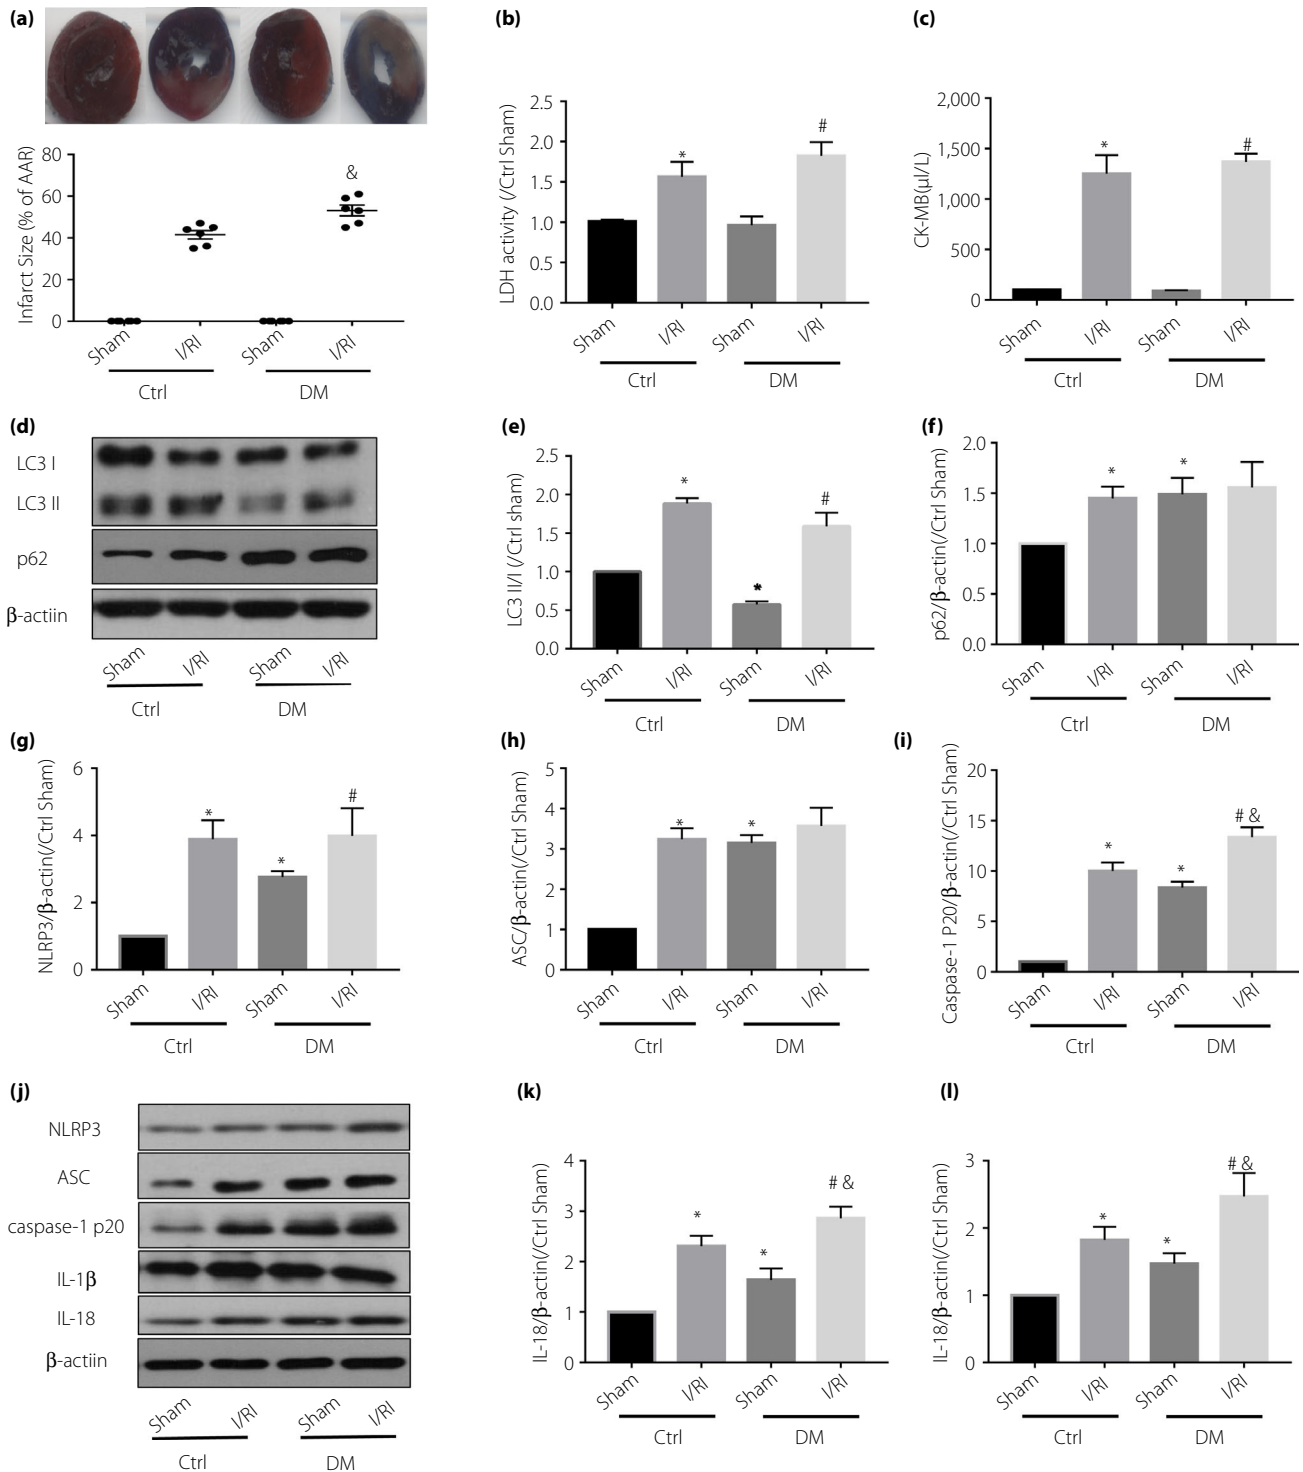 (a)
80
60
40
20
0
Infarct Size (% of AAR)
&
Sham
I/RI
Sham
I/RI
Ctrl
DM
(b)
2.5
2.0
1.5
1.0
0.5
0.0
LDH activity (/Ctrl Sham)
*
#
Sham
I/RI
Sham
I/RI
Ctrl
DM
(c)
2,000
1,500
1,000
500
0
CK-MB(μl/L)
*
#
Sham
I/RI
Sham
I/RI
Ctrl
DM
(d)
LC3 I
LC3 II
p62
β-actiin
Sham
I/RI
Sham
I/RI
Ctrl
DM
(e)
2.5
2.0
1.5
1.0
0.5
0.0
LC3 II/I (/Ctrl sham)
*
*
#
Sham
I/RI
Sham
I/RI
Ctrl
DM
(f)
2.0
1.5
1.0
0.5
0.0
p62/β-actin(/Ctrl Sham)
*
*
Sham
I/RI
Sham
I/RI
Ctrl
DM
(g)
6
4
2
0
NLRP3/β-actin(/Ctrl Sham)
*
*
#
Sham
I/RI
Sham
I/RI
Ctrl
DM
(h)
5
4
3
2
1
0
ASC/β-actin(/Ctrl Sham)
*
*
Sham
I/RI
Sham
I/RI
Ctrl
DM
(i)
20
15
10
5
0
Caspase-1 P20/β-actin(/Ctrl Sham)
*
*
# &
Sham
I/RI
Sham
I/RI
Ctrl
DM
(j)
NLRP3
ASC
caspase-1 p20
IL-1β
IL-18
β-actiin
Sham
I/RI
Sham
I/RI
Ctrl
DM
(k)
4
3
2
1
0
IL-18/β-actin(/Ctrl Sham)
*
*
# &
Sham
I/RI
Sham
I/RI
Ctrl
DM
(l)
3
2
1
0
IL-18/β-actin(/Ctrl Sham)
*
*
# &
Sham
I/RI
Sham
I/RI
Ctrl
DM